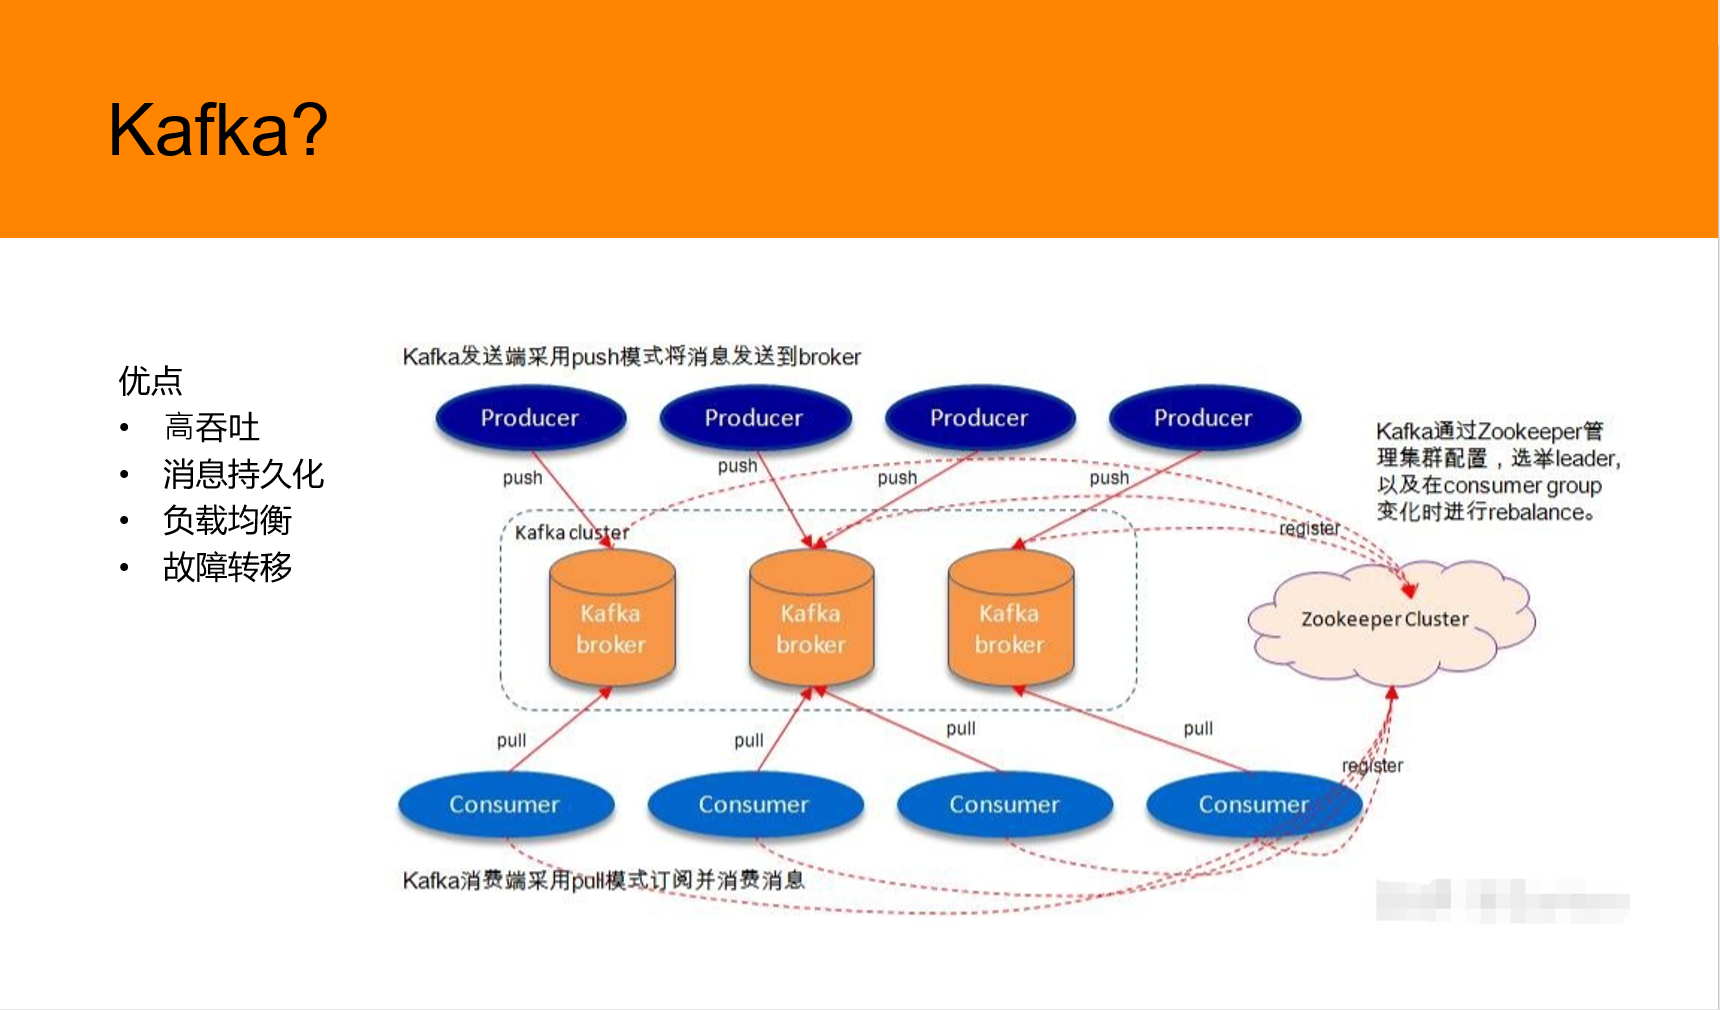 Kafka?
优点
• 高吞吐
• 消息持久化
• 负载均衡
• 故障转移
Kafka发送端采用push模式将消息发送到broker
Producer
Producer
Producer
Producer
push
push
push
push
Kafka通过Zookeeper管
理集群配置，选举leader,
以及在consumer group
变化时进行rebalance。
register
Kafka cluster
Kafka
broker
Kafka
broker
Kafka
broker
Zookeeper Cluster
pull
pull
pull
pull
register
Consumer
Consumer
Consumer
Consumer
Kafka消费端采用pull模式订阅并消费消息